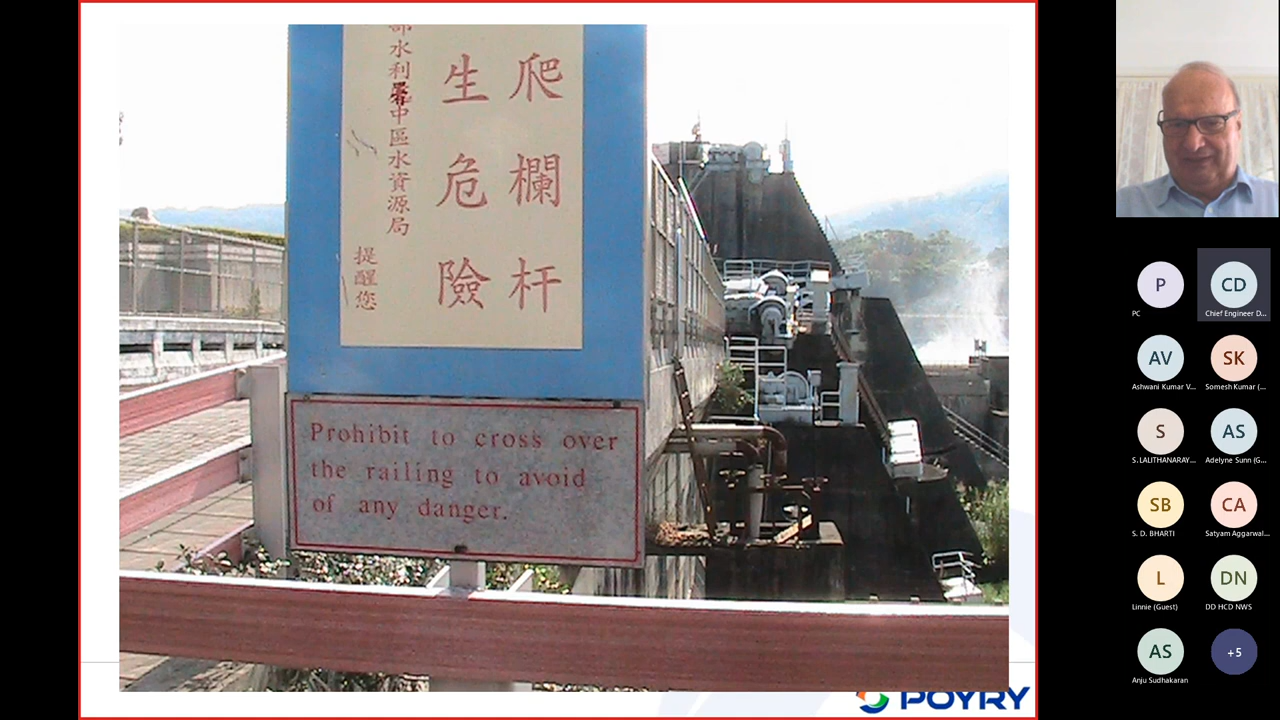 爬欄杆
生危險
部水利署中區水資源局
提醒您
Prohibit to cross over
the railing to avoid
of any danger.
PÖYRY
P
PC
CD
Chief Engineer D...
AV
Ashwani Kumar V...
SK
Somesh Kumar (...
S
S. LALITHANARAY...
AS
Adelyne Sunn (G...
SB
S. D. BHARTI
CA
Satyam Aggarwal...
L
Linnie (Guest)
DN
DD HCD NWS
AS
Anju Sudhakaran
+5